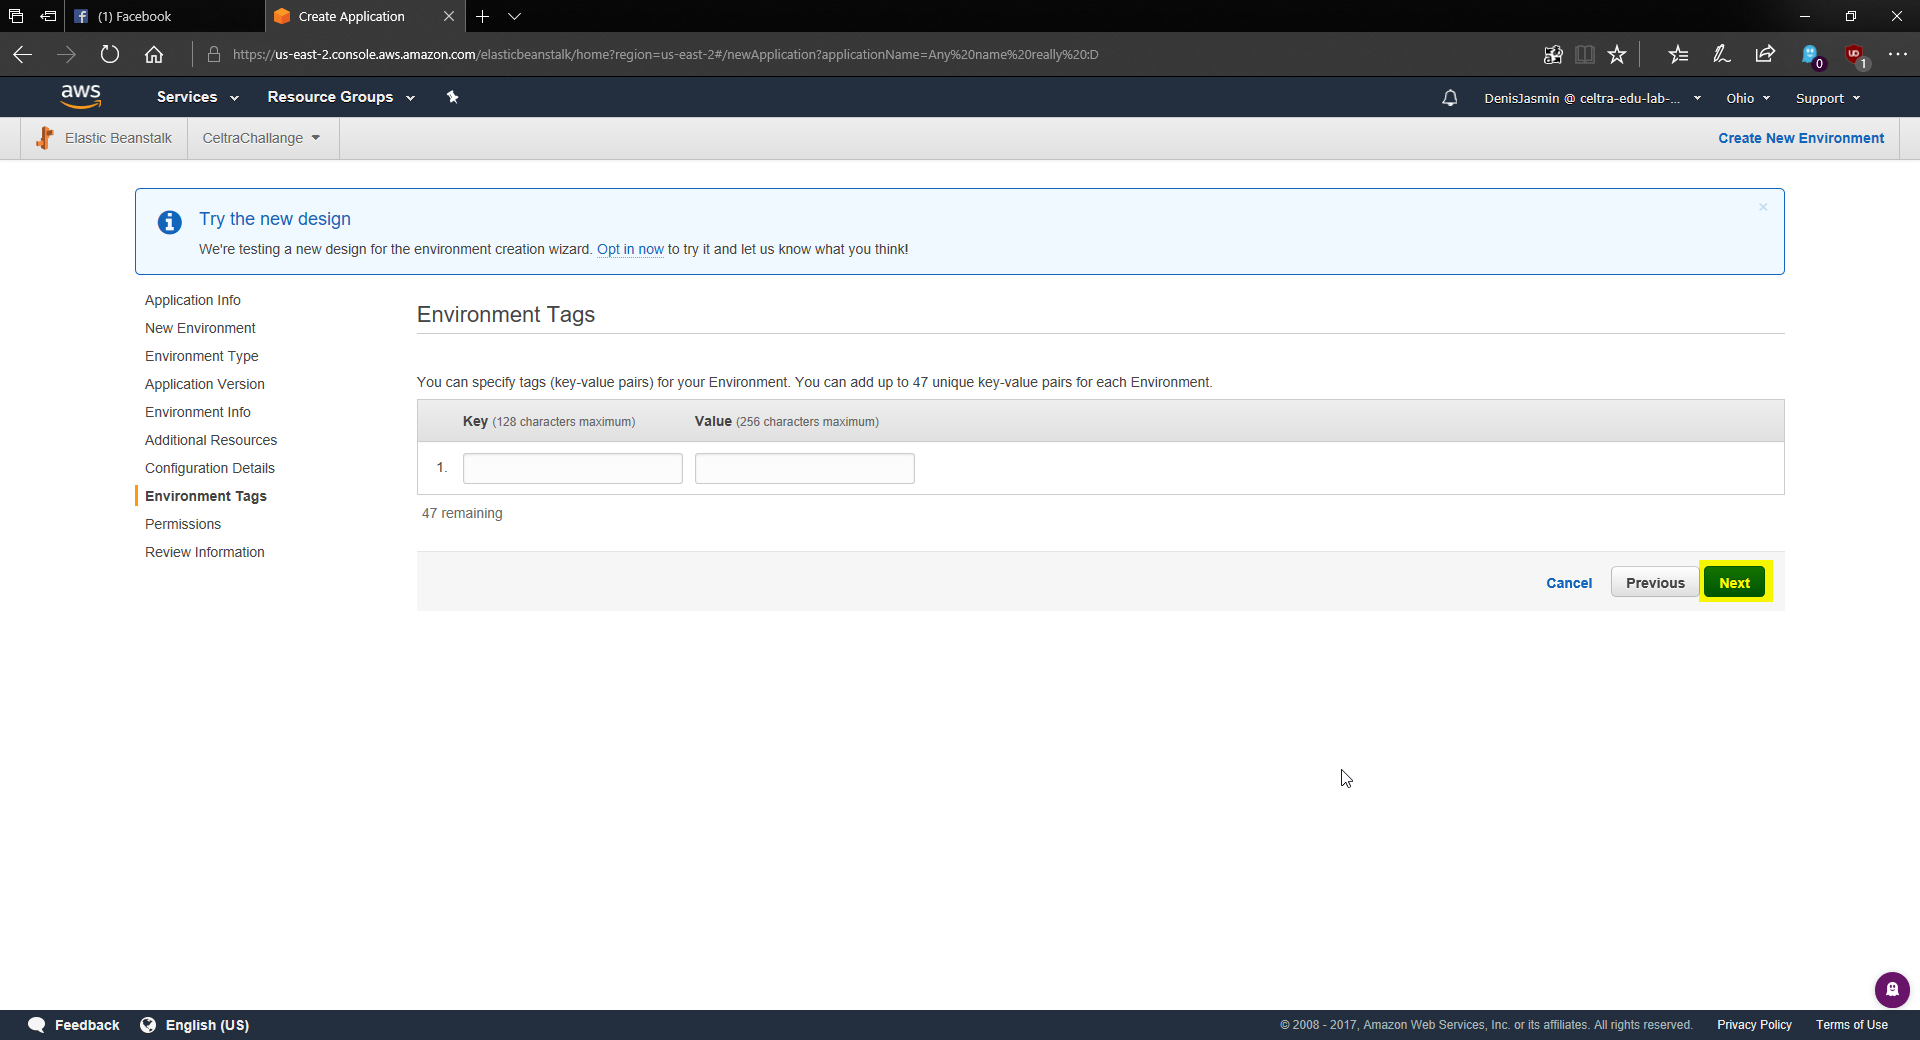 (1) Facebook
Create Application
https://us-east-2.console.aws.amazon.com/elasticbeanstalk/home?region=us-east-2#/newApplication?applicationName=Any%20name%20really%20:D
0
UD
1
aws
Services
Resource Groups
DenisJasmin @ celtra-edu-lab-...
Ohio
Support
Elastic Beanstalk
CeltraChallange
Create New Environment
Try the new design
We're testing a new design for the environment creation wizard. Opt in now to try it and let us know what you think!
Application Info
New Environment
Environment Type
Application Version
Environment Info
Additional Resources
Configuration Details
Environment Tags
Permissions
Review Information
Environment Tags
You can specify tags (key-value pairs) for your Environment. You can add up to 47 unique key-value pairs for each Environment.
Key (128 characters maximum) Value (256 characters maximum)
1.
47 remaining
Cancel
Previous
Next
Feedback
English (US)
© 2008 - 2017, Amazon Web Services, Inc. or its affiliates. All rights reserved.
Privacy Policy
Terms of Use